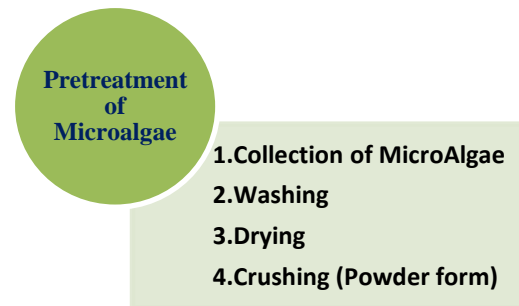 Pretreatment
of
Microalgae
1.Collection of MicroAlgae
2.Washing
3.Drying
4.Crushing (Powder form)